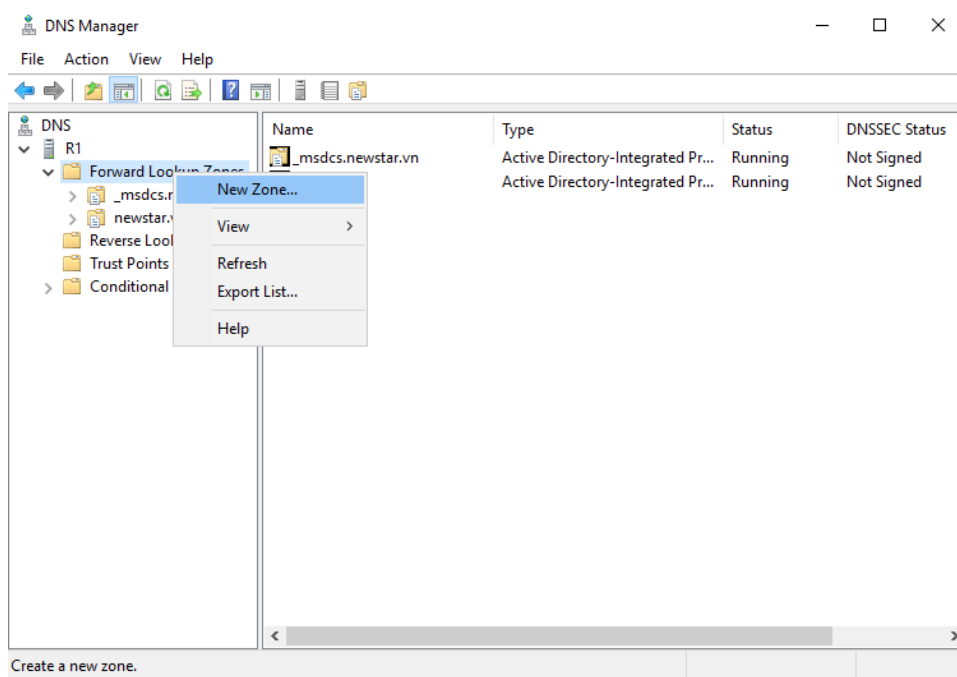 DNS Manager
File Action View Help
DNS
R1
Forward Lookup Zones
_msdcs.n
newstar.v
Reverse Look
Trust Points
Conditional
New Zone...
View
Refresh
Export List...
Help
Name Type Status DNSSEC Status
_msdcs.newstar.vn Active Directory-Integrated Pr... Running Not Signed
Active Directory-Integrated Pr... Running Not Signed
Create a new zone.